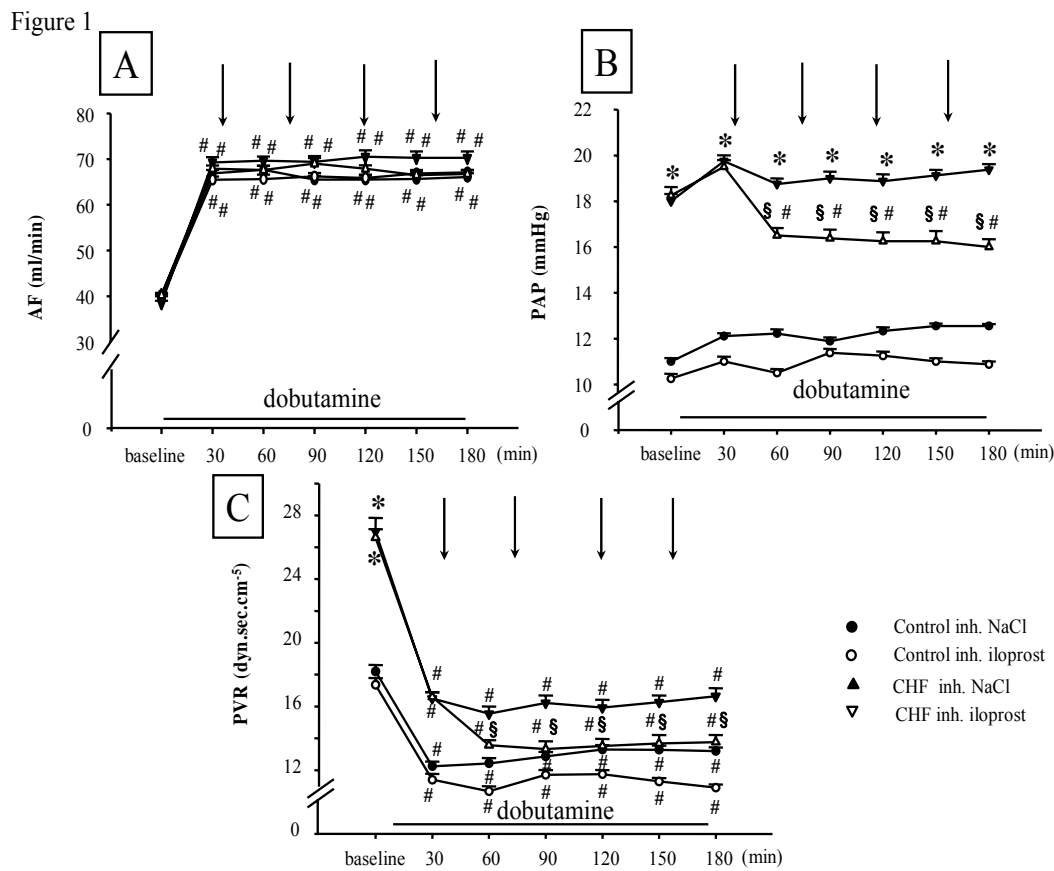 Figure 1
A
80
# # # # # # # # # # # #
70
60
# # # # # # # # # # # #
50
40
30
0
AF (ml/min)
dobutamine
baseline 30 60 90 120 150 180 (min)
B
22
20
18
16
14
12
10
0
PAP (mmHg)
* * * * * * *
§ # § # § # § # § #
dobutamine
baseline 30 60 90 120 150 180 (min)
C
28
24
20
16
12
0
PVR (dyn.sec.cm-5)
*
*
# # # # # #
# # § # § # § # § # §
# # # # # #
# # # # # #
dobutamine
baseline 30 60 90 120 150 180 (min)
Control inh. NaCl
Control inh. iloprost
CHF inh. NaCl
CHF inh. iloprost